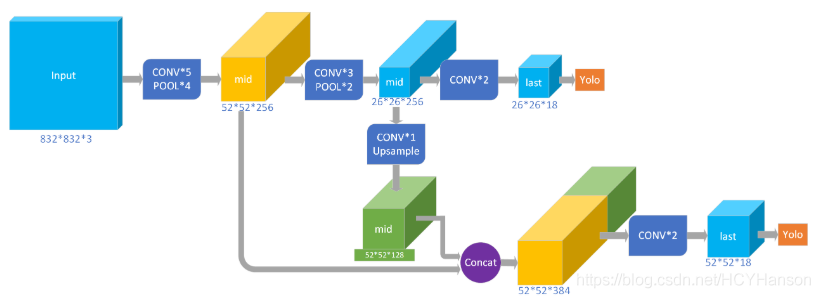 Input
832*832*3
CONV*5
POOL*4
mid
52*52*256
CONV*3
POOL*2
mid
26*26*256
CONV*2
last
26*26*18
Yolo
CONV*1
Upsample
mid
52*52*128
Concat
52*52*384
CONV*2
last
52*52*18
Yolo
https://blog.csdn.net/HCYHanson